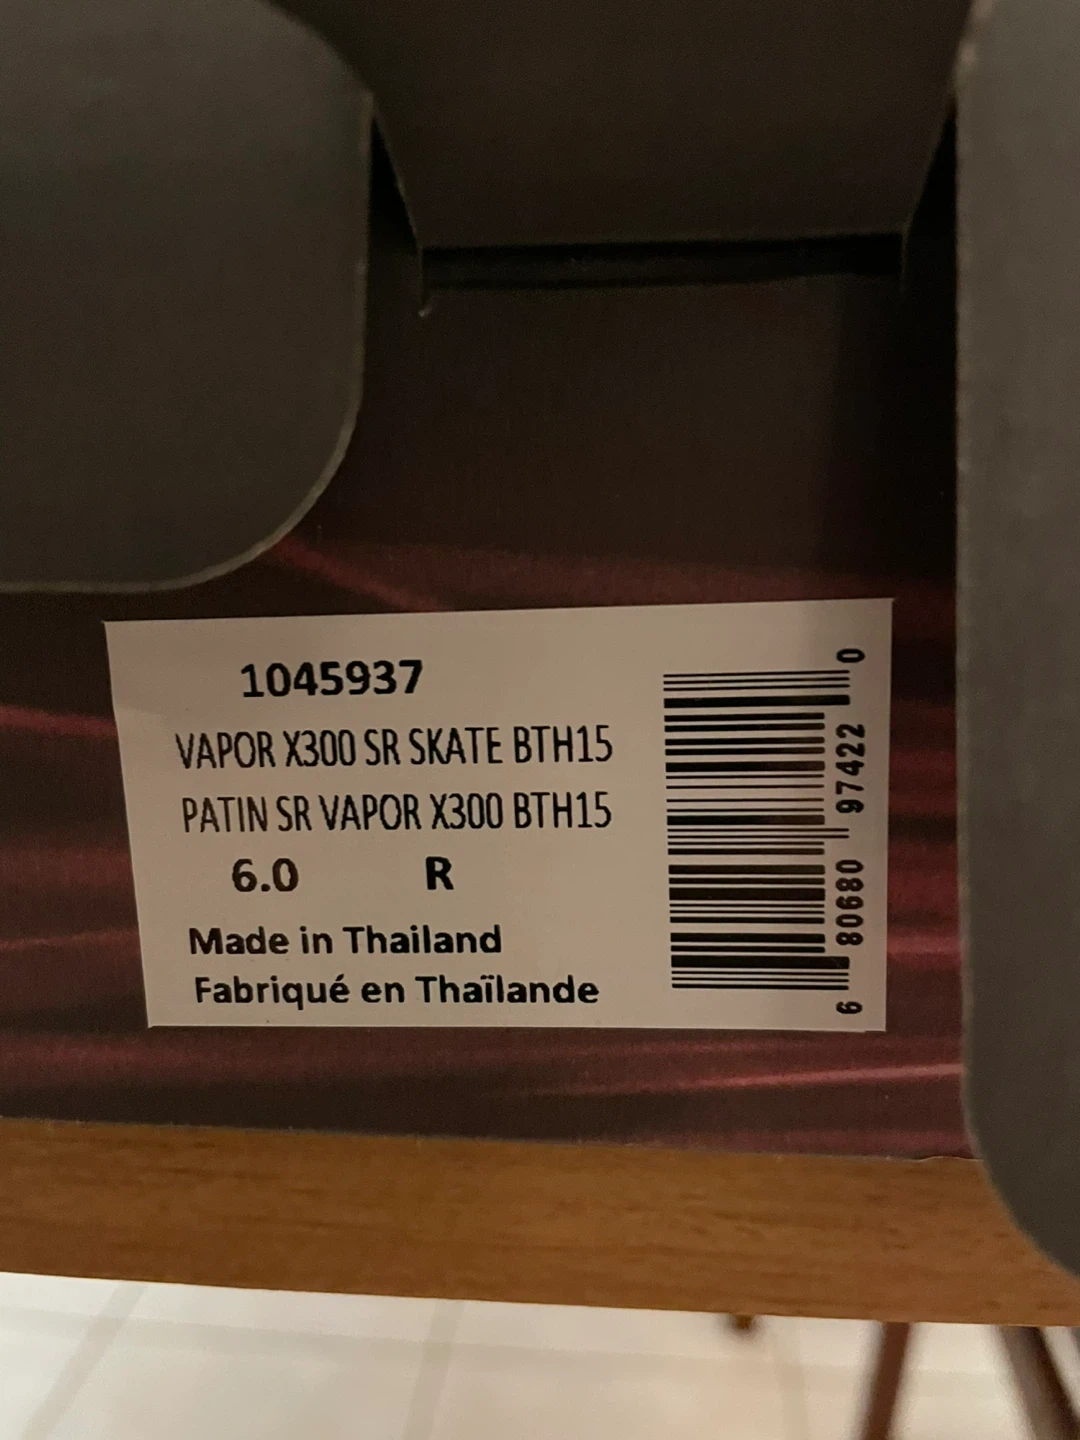 1045937
VAPOR X300 SR SKATE BTH15
PATIN SR VAPOR X300 BTH15
6.0 R
Made in Thailand
Fabriqué en Thaïlande
6 80680 97422 0